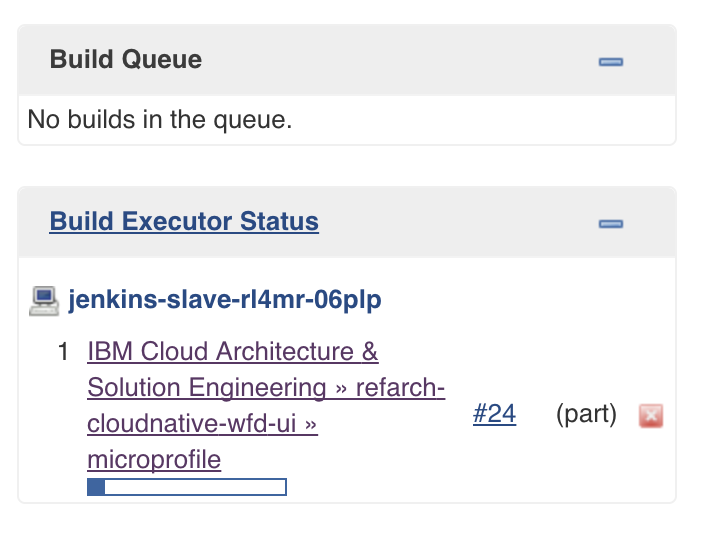 Build Queue
No builds in the queue.
Build Executor Status
jenkins-slave-rl4mr-06plp
1 IBM Cloud Architecture &
Solution Engineering » refarch-
cloudnative-wfd-ui »
microprofile
#24 (part)